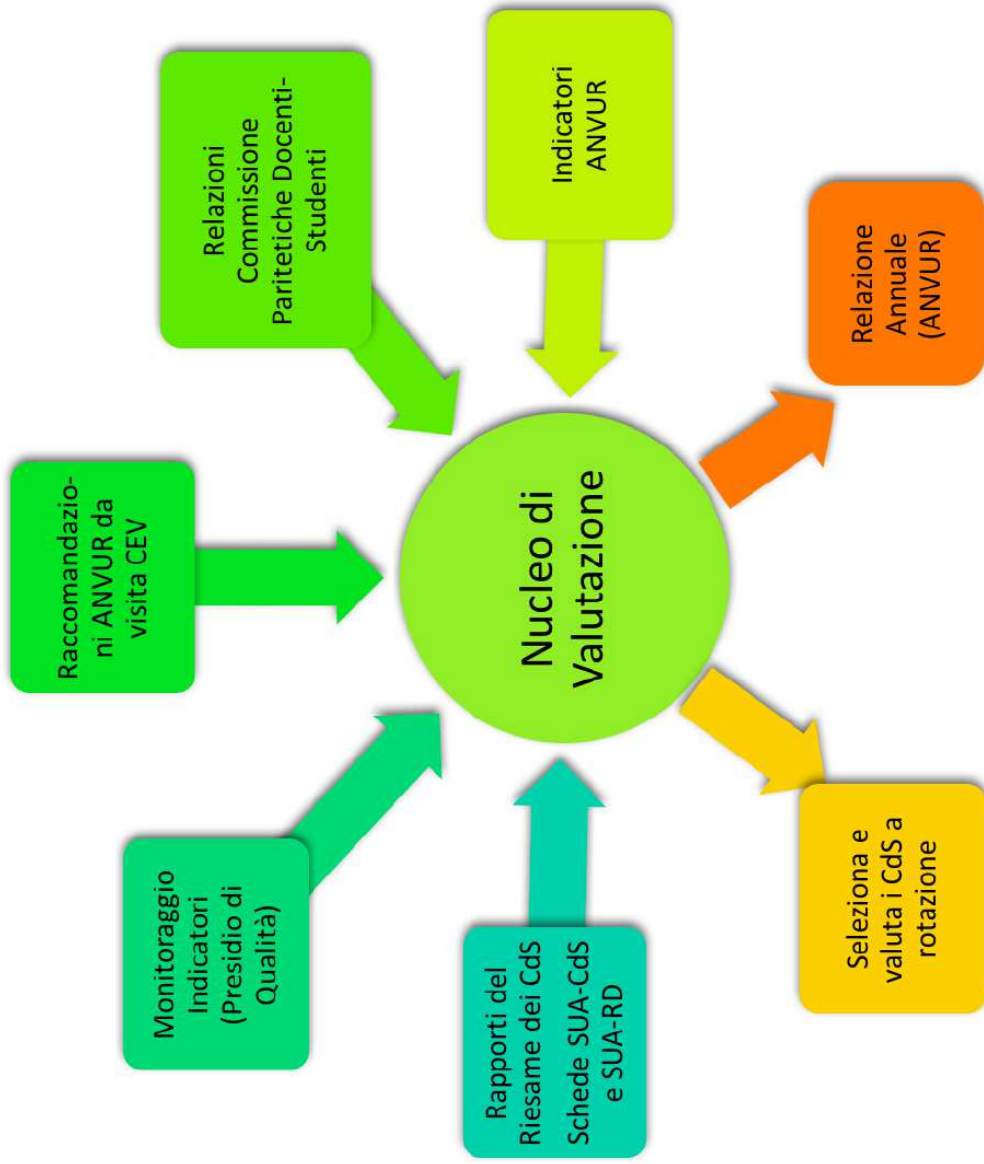 Raccomandazio-
ni ANVUR da
visita CEV
Monitoraggio
Indicatori
(Presidio di
Qualità)
Relazioni
Commissione
Paritetiche Docenti-
Studenti
Rapporti del
Riesame dei CdS
Schede SUA-CdS
e SUA-RD
Nucleo di
Valutazione
Indicatori
ANVUR
Seleziona e
valuta i CdS a
rotazione
Relazione
Annuale
(ANVUR)